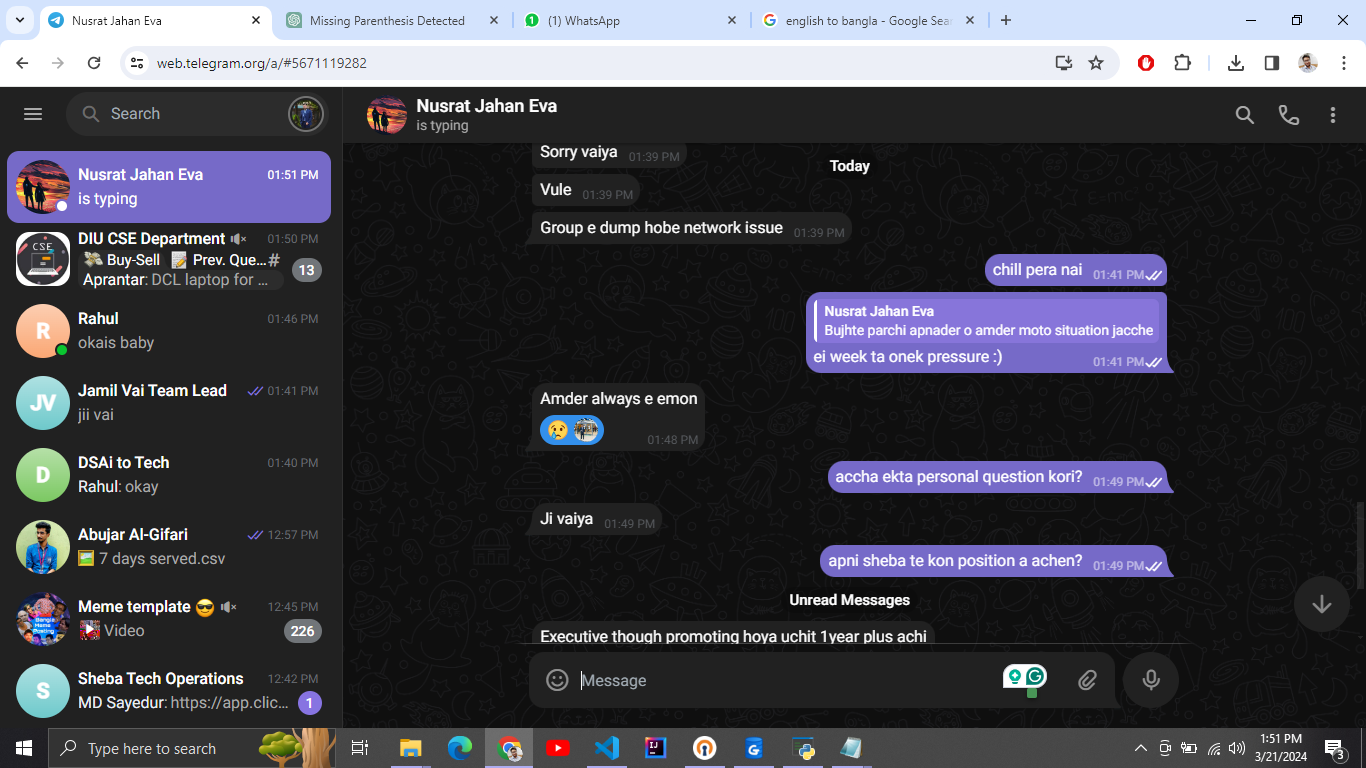 Nusrat Jahan Eva
Missing Parenthesis Detected
(1) WhatsApp
english to bangla - Google Sear
web.telegram.org/a/#5671119282
Search
Nusrat Jahan Eva 01:51 PM
is typing
DIU CSE Department 01:50 PM
Buy-Sell Prev. Que...#
Aprantar: DCL laptop for ... 13
CSE
R
Rahul 01:46 PM
okais baby
JV
Jamil Vai Team Lead 01:41 PM
jii vai
D
DSAi to Tech 01:40 PM
Rahul: okay
Abujar Al-Gifari 12:57 PM
7 days served.csv
Meme template 12:45 PM
Video 226
S
Sheba Tech Operations 12:42 PM
MD Sayedur: https://app.clic... 1
Nusrat Jahan Eva
is typing
Sorry vaiya 01:39 PM
Today
Vule 01:39 PM
Group e dump hobe network issue 01:39 PM
chill pera nai 01:41 PM
Nusrat Jahan Eva
Bujhte parchi apnader o amder moto situation jacche
ei week ta onek pressure :) 01:41 PM
Amder always e emon
01:48 PM
accha ekta personal question kori? 01:49 PM
Ji vaiya 01:49 PM
apni sheba te kon position a achen? 01:49 PM
Unread Messages
Executive though promoting hoya uchit 1year plus achi
Message
Type here to search
1:51 PM
3/21/2024
3